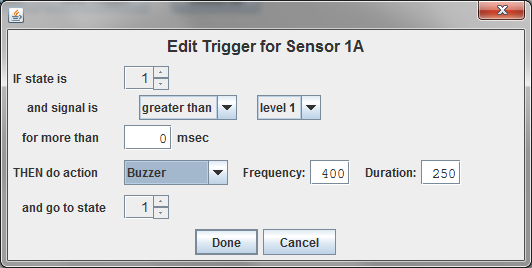 Edit Trigger for Sensor 1A
IF state is 1
and signal is greater than level 1
for more than 0 msec
THEN do action Buzzer Frequency: 400 Duration: 250
and go to state 1
Done Cancel